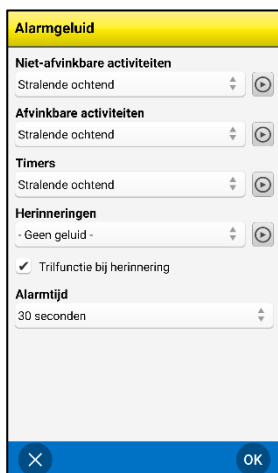 Alarmgeluid
Niet-afvinkbare activiteiten
Stralende ochtend
Afvinkbare activiteiten
Stralende ochtend
Timers
Stralende ochtend
Herinneringen
- Geen geluid -
Trilfunctie bij herinnering
Alarmtijd
30 seconden
OK